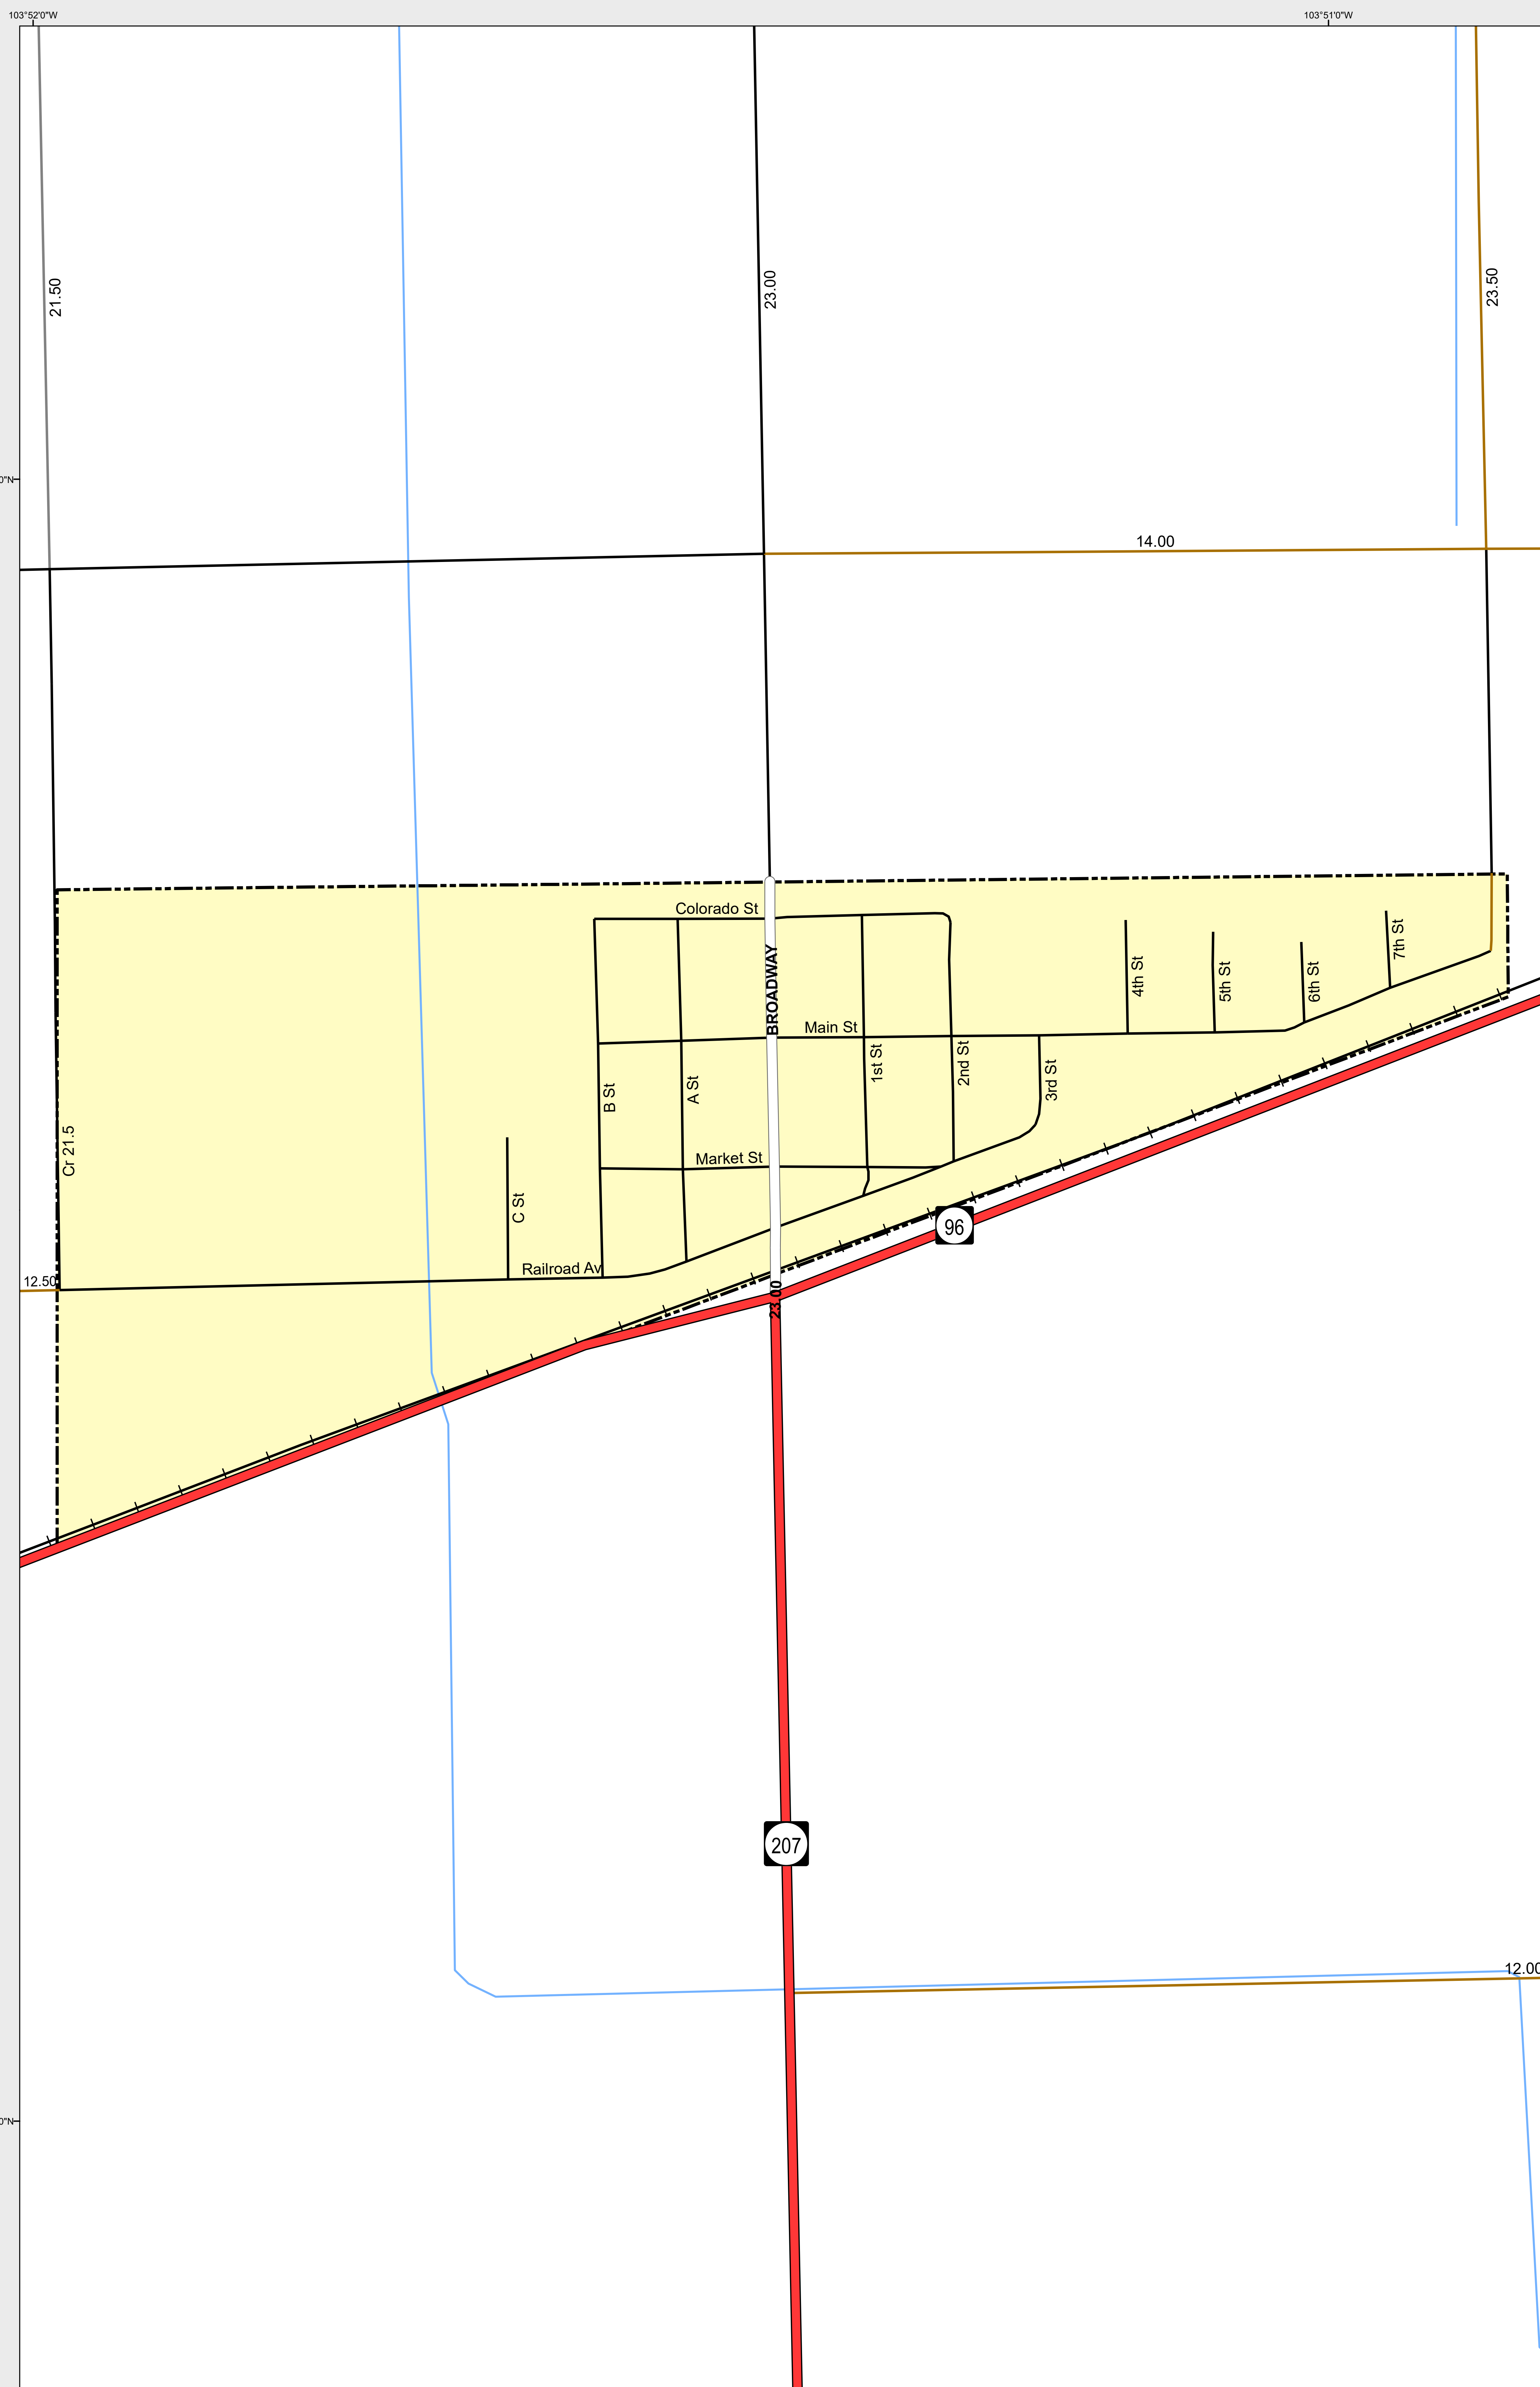 103°52'0"W
103°51'0"W
21.50
23.00
23.50
0"N
14.00
Colorado St
BROADWAY
7th St
4th St
5th St
6th St
Main St
1st St
2nd St
3rd St
B St
A St
Cr 21.5
Market St
C St
96
Railroad Av
12.50
23.00
207
12.00
0"N